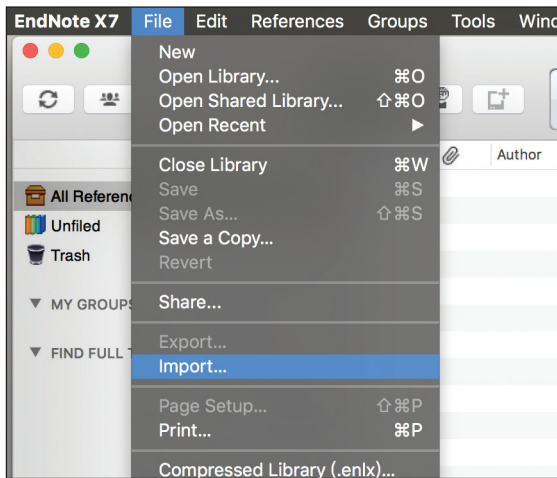 EndNote X7 File Edit References Groups Tools
New
Open Library... ⌘O
Open Shared Library... ⇧⌘O
Open Recent ▶
Close Library ⌘W
Save ⌘S
Save As... ⇧⌘S
Save a Copy...
Revert
Share...
Export...
Import...
Page Setup... ⇧⌘P
Print... ⌘P
Compressed Library (.enlx)...
Author
All Referen
Unfiled
Trash
▼ MY GROUPS
▼ FIND FULL